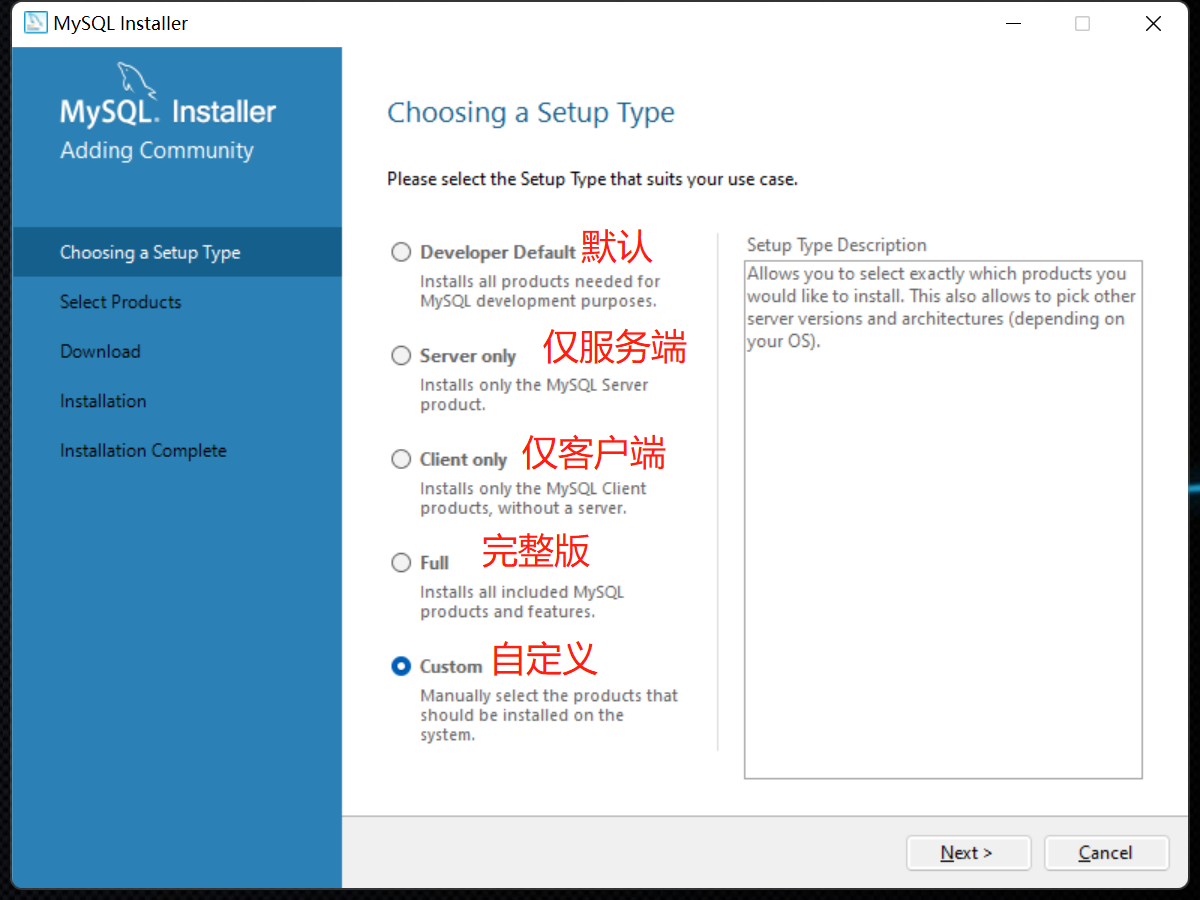 MySQL Installer
MySQL. Installer
Adding Community
Choosing a Setup Type
Select Products
Download
Installation
Installation Complete
Choosing a Setup Type
Please select the Setup Type that suits your use case.
Developer Default 默认
Installs all products needed for
MySQL development purposes.
Server only 仅服务端
Installs only the MySQL Server
product.
Client only 仅客户端
Installs only the MySQL Client
products, without a server.
Full 完整版
Installs all included MySQL
products and features.
Custom 自定义
Manually select the products that
should be installed on the
system.
Setup Type Description
Allows you to select exactly which products you
would like to install. This also allows to pick other
server versions and architectures (depending on
your OS).
Next >
Cancel